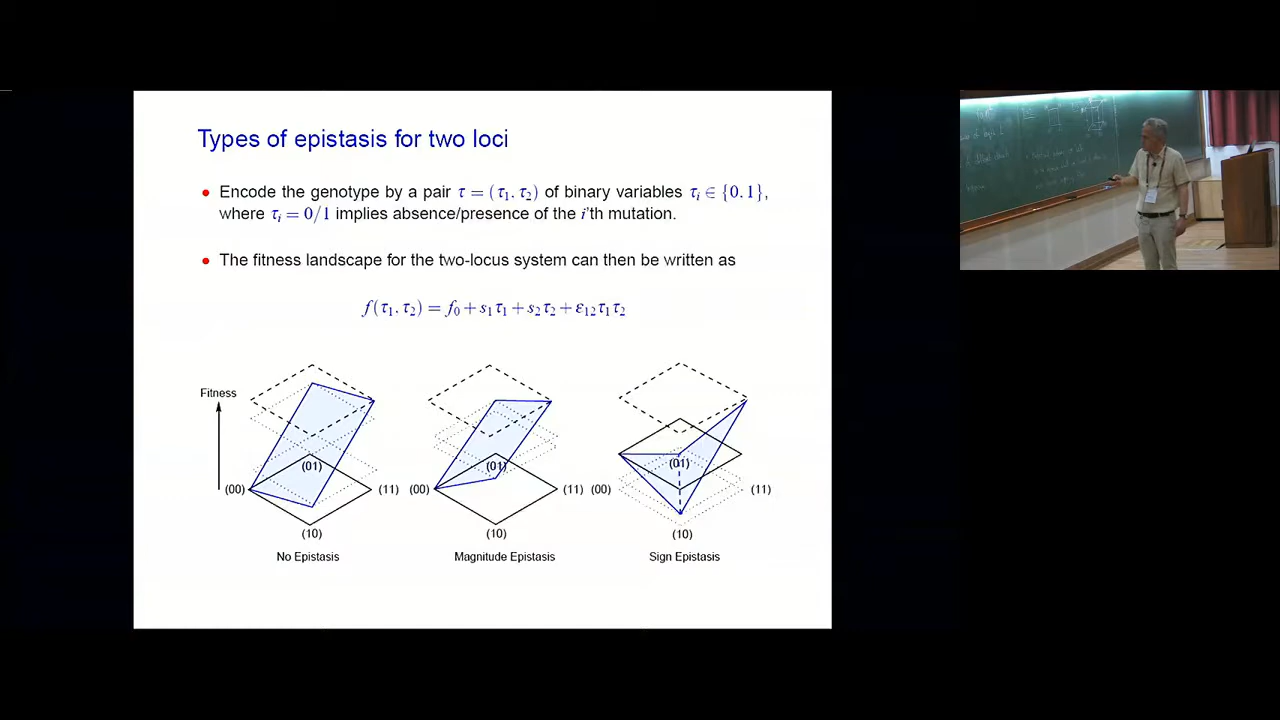 Types of epistasis for two loci
• Encode the genotype by a pair τ = (τ₁, τ₂) of binary variables τᵢ ∈ {0,1},
where τᵢ = 0/1 implies absence/presence of the i'th mutation.
• The fitness landscape for the two-locus system can then be written as
f(τ₁, τ₂) = f₀ + s₁τ₁ + s₂τ₂ + ε₁₂τ₁τ₂
Fitness
(01) (01) (01)
(00) (11) (00) (11) (00) (11)
(10) (10) (10)
No Epistasis Magnitude Epistasis Sign Epistasis